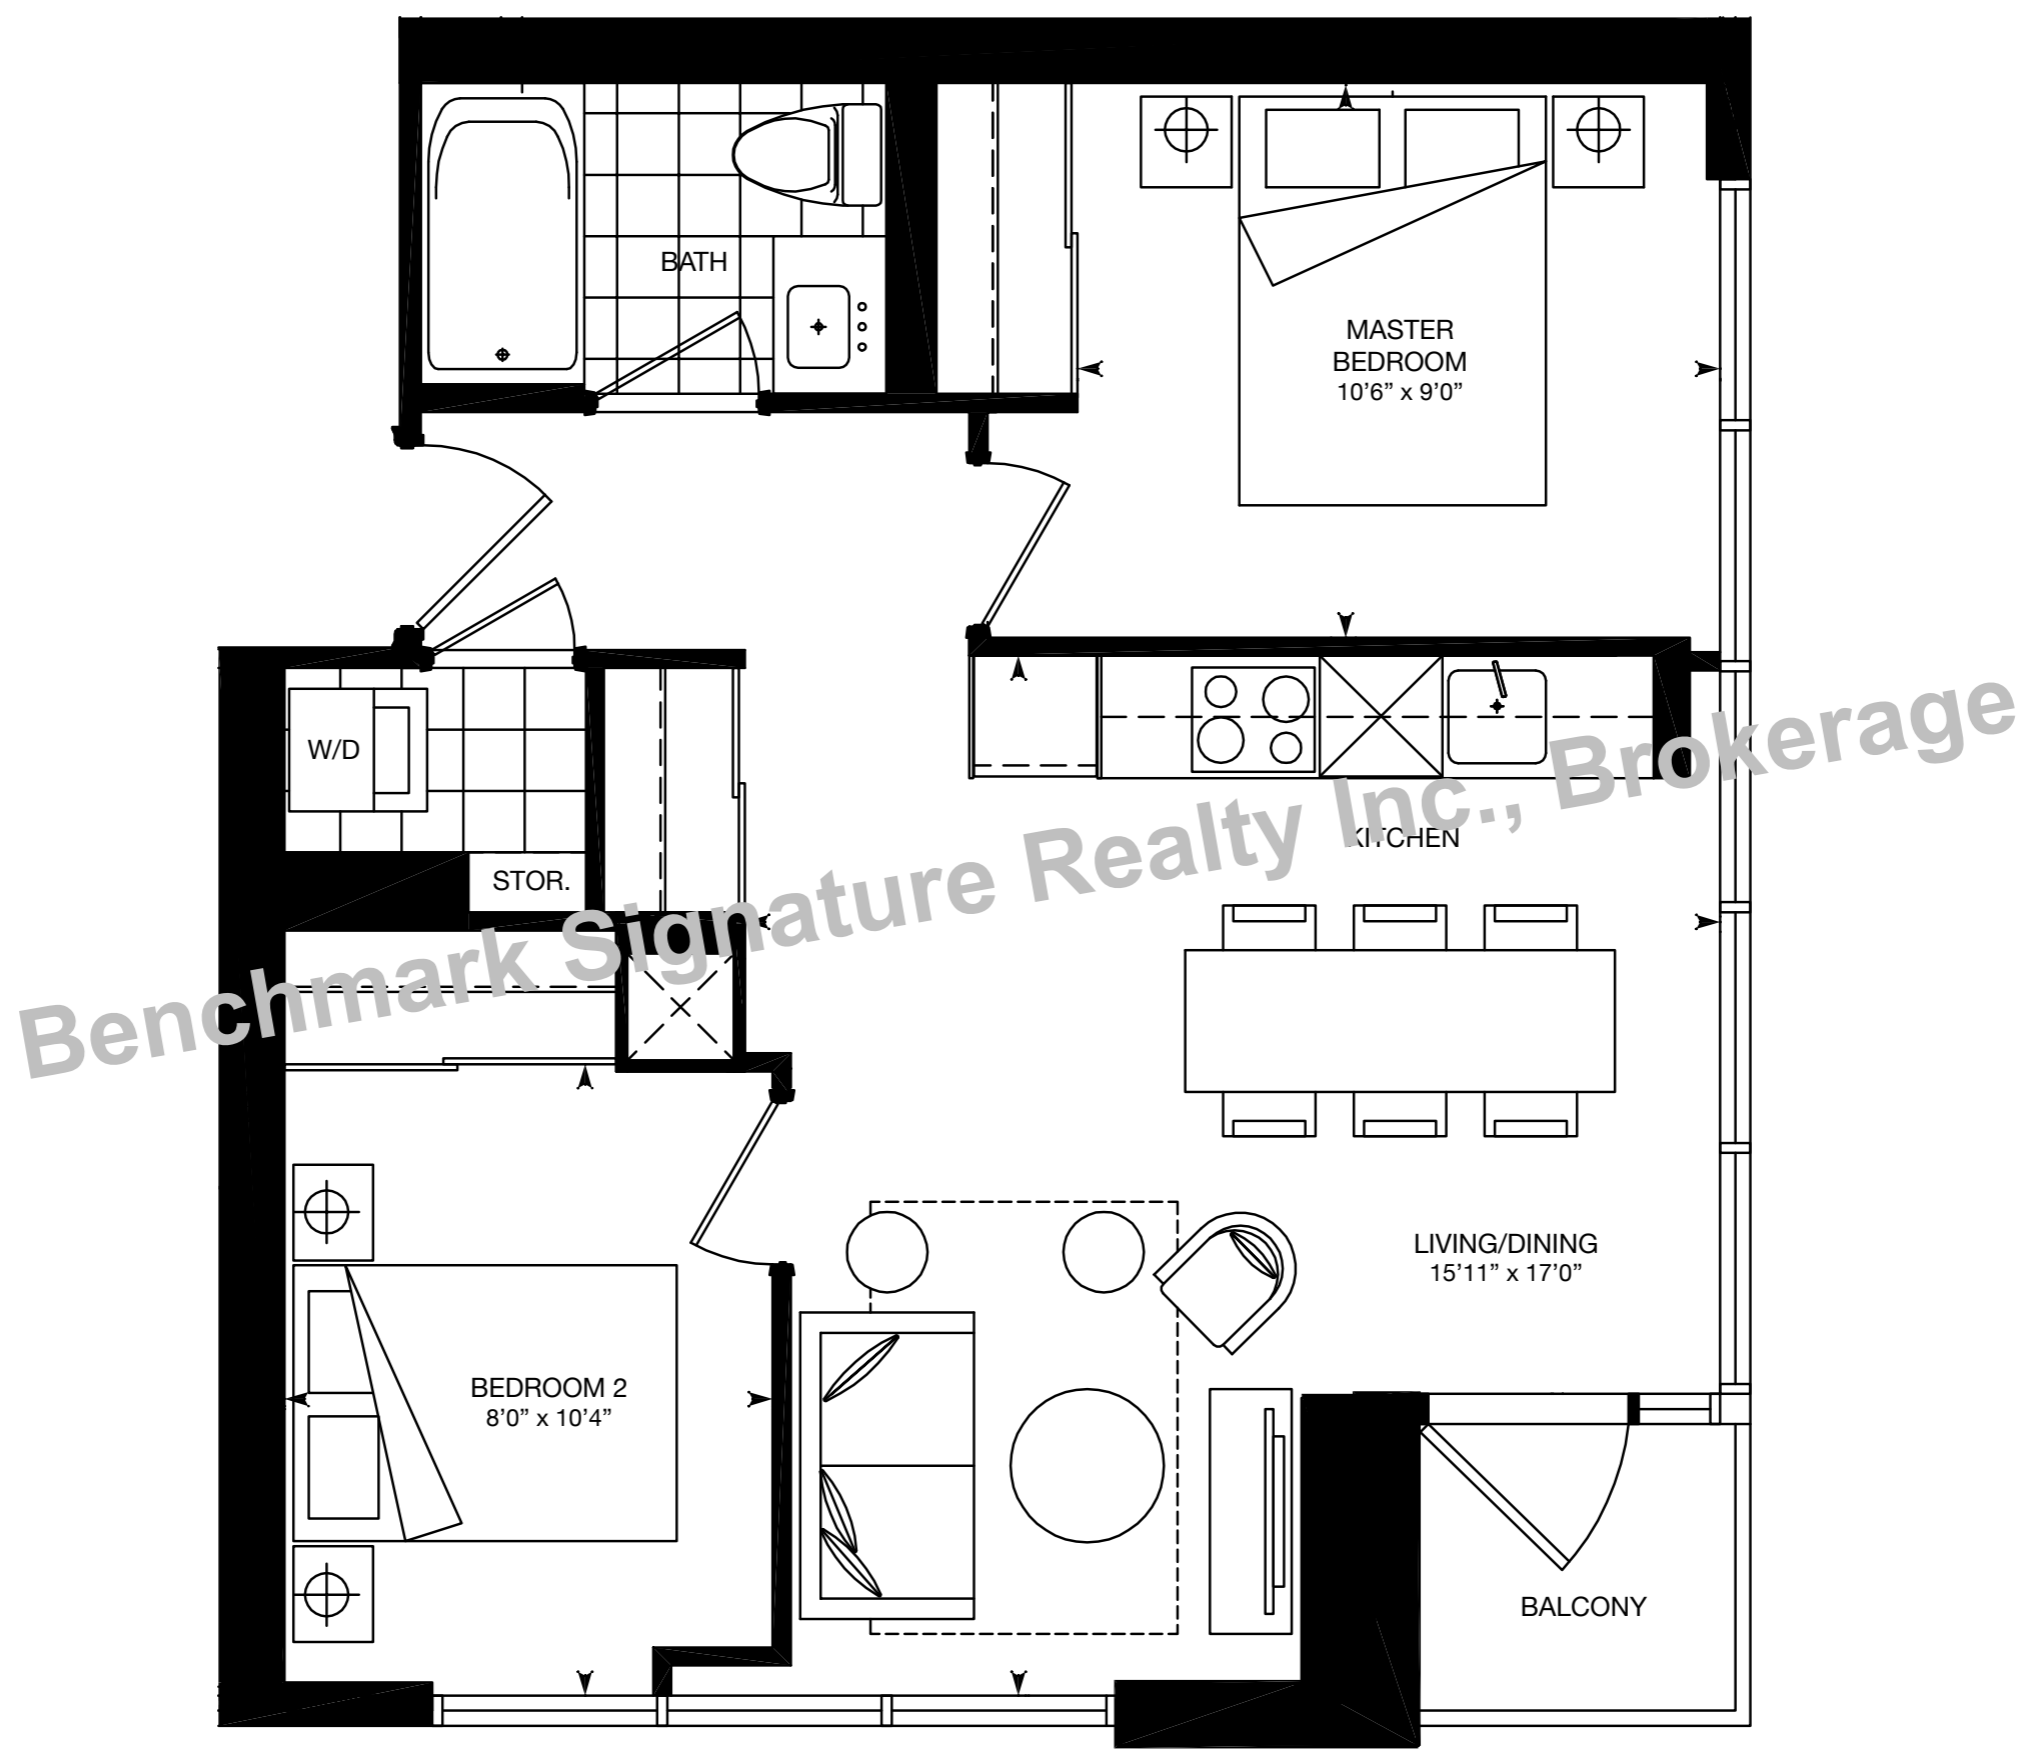 BATH
MASTER
BEDROOM
10’6” x 9’0”
W/D
STOR.
KITCHEN
Benchmark Signature Realty Inc., Brokerage
LIVING/DINING
15’11” x 17’0”
BEDROOM 2
8’0” x 10’4”
BALCONY